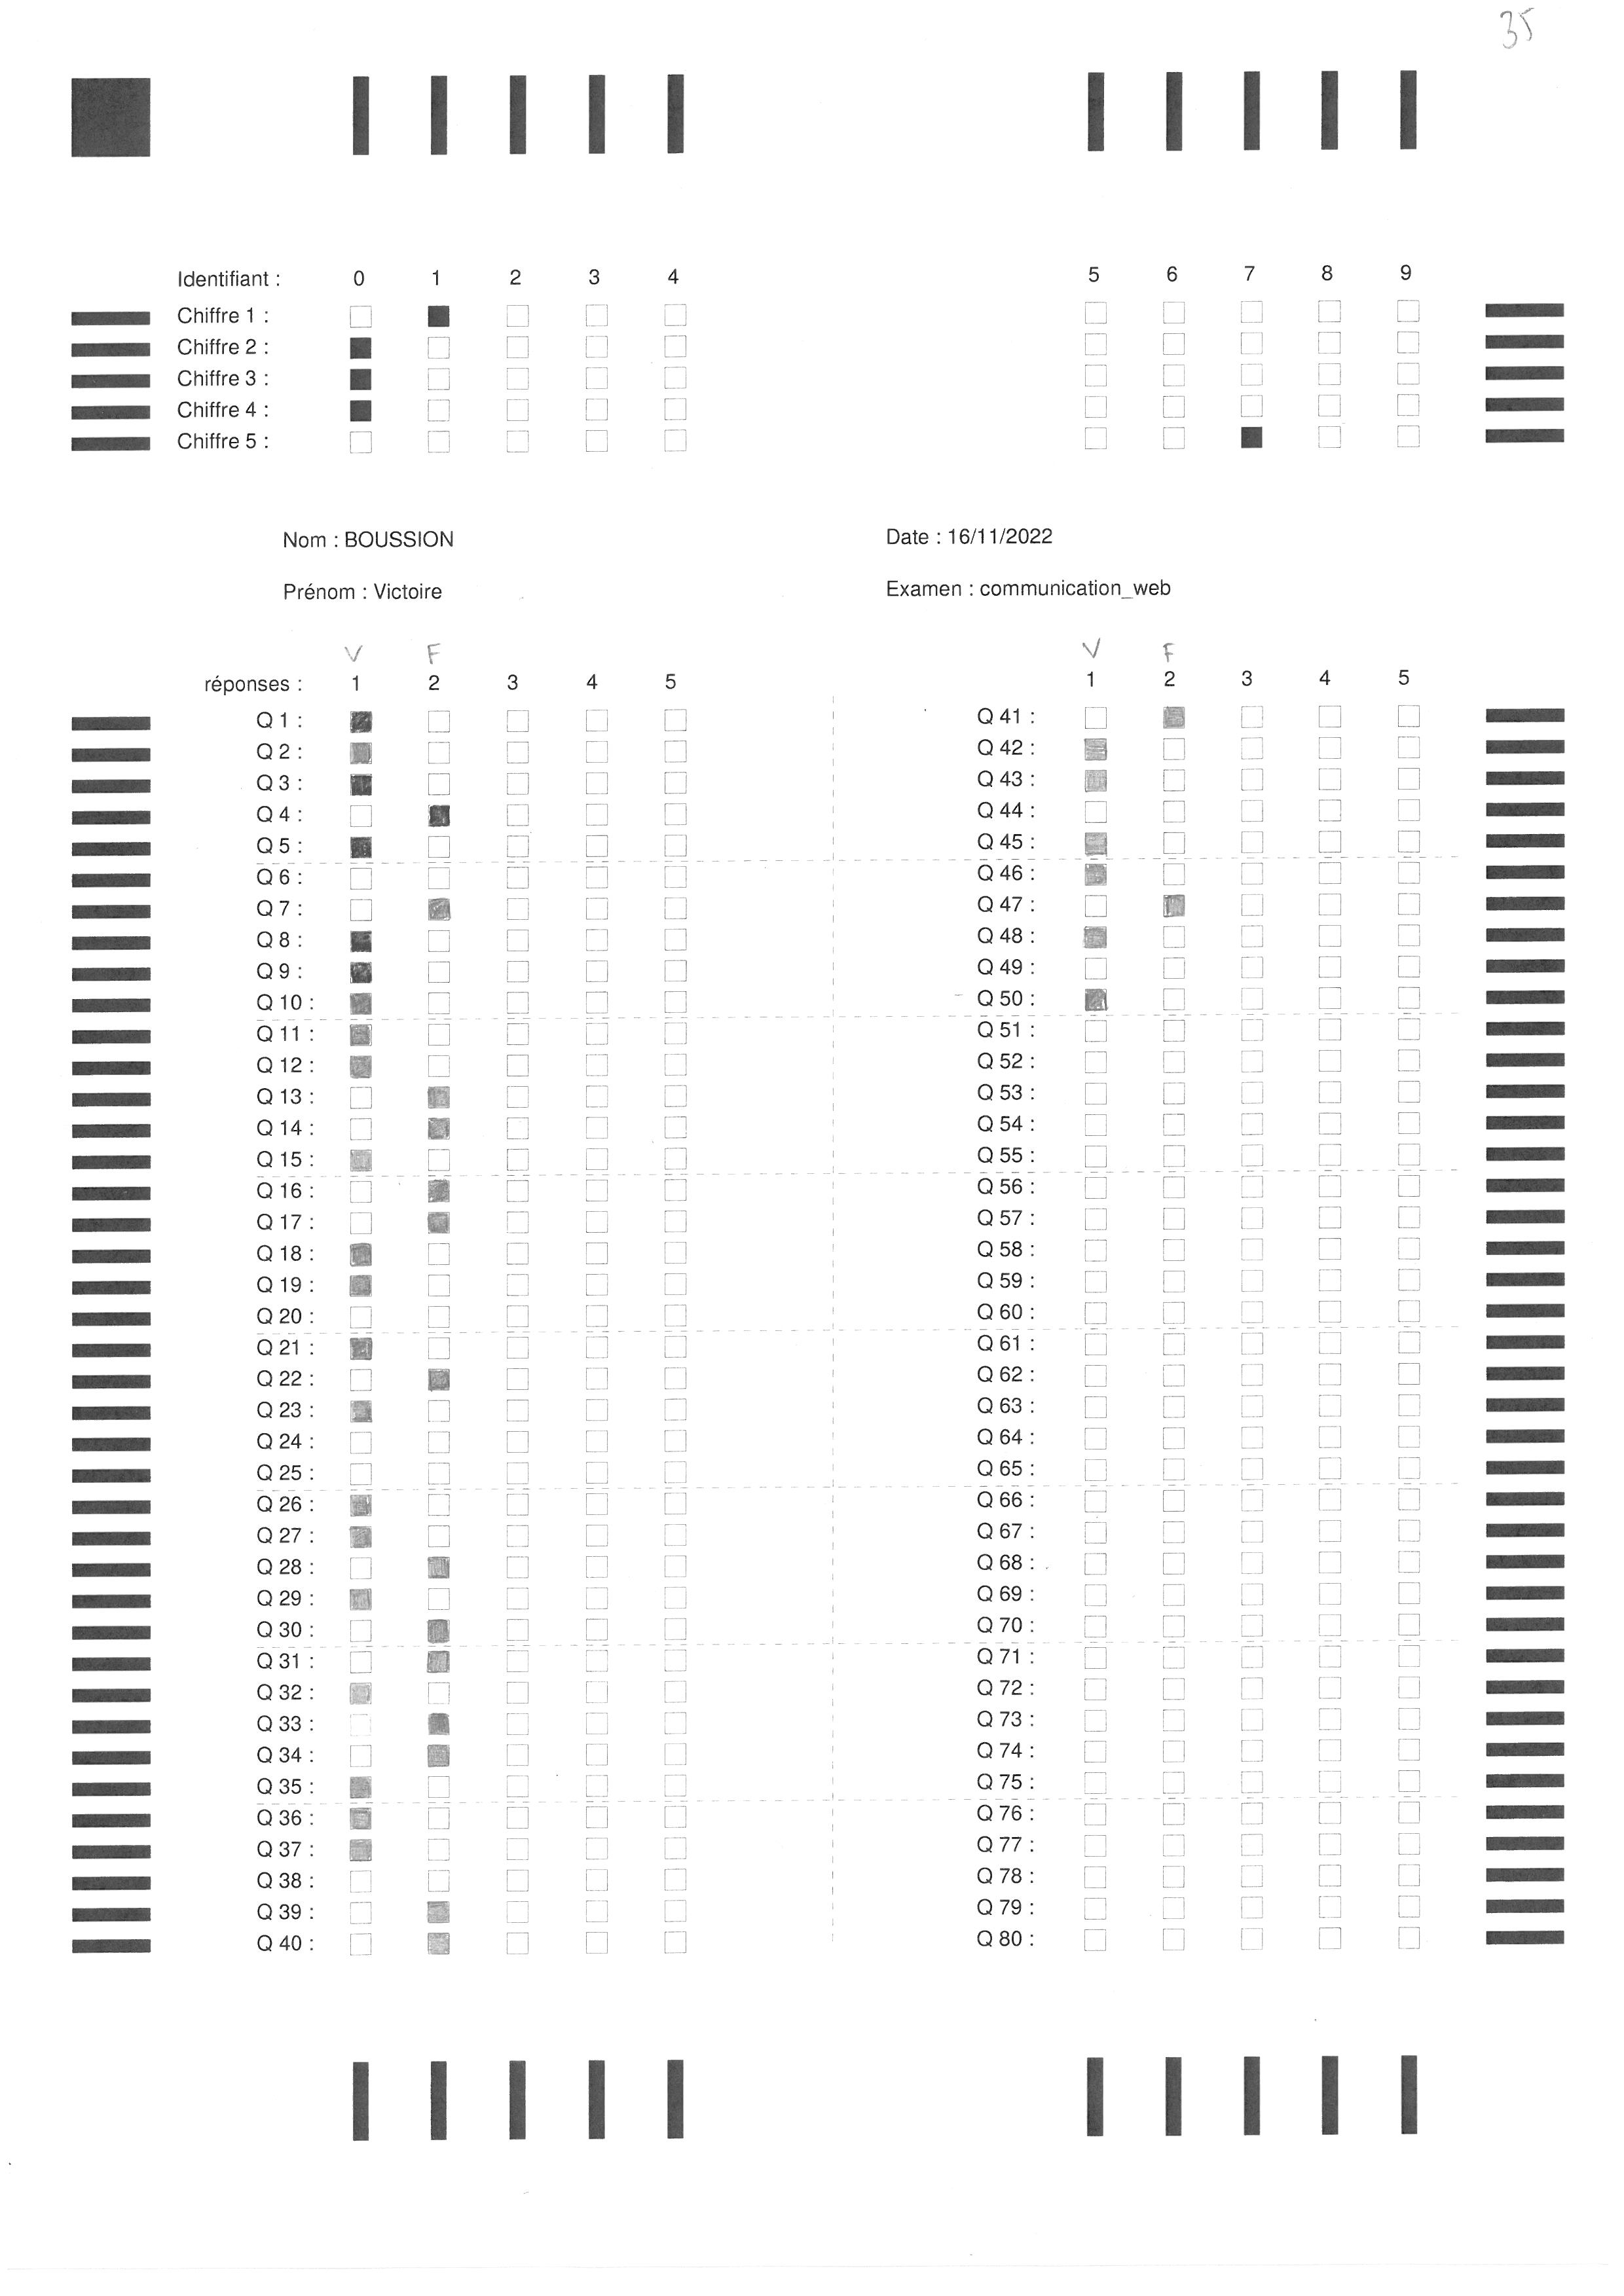 35
Identifiant : 0 1 2 3 4 5 6 7 8 9
Chiffre 1 :
Chiffre 2 :
Chiffre 3 :
Chiffre 4 :
Chiffre 5 :
Nom : BOUSSION
Date : 16/11/2022
Prénom : Victoire
Examen : communication_web
V F
réponses : 1 2 3 4 5
Q 1 :
Q 2 :
Q 3 :
Q 4 :
Q 5 :
Q 6 :
Q 7 :
Q 8 :
Q 9 :
Q 10 :
Q 11 :
Q 12 :
Q 13 :
Q 14 :
Q 15 :
Q 16 :
Q 17 :
Q 18 :
Q 19 :
Q 20 :
Q 21 :
Q 22 :
Q 23 :
Q 24 :
Q 25 :
Q 26 :
Q 27 :
Q 28 :
Q 29 :
Q 30 :
Q 31 :
Q 32 :
Q 33 :
Q 34 :
Q 35 :
Q 36 :
Q 37 :
Q 38 :
Q 39 :
Q 40 :
V F
1 2 3 4 5
Q 41 :
Q 42 :
Q 43 :
Q 44 :
Q 45 :
Q 46 :
Q 47 :
Q 48 :
Q 49 :
Q 50 :
Q 51 :
Q 52 :
Q 53 :
Q 54 :
Q 55 :
Q 56 :
Q 57 :
Q 58 :
Q 59 :
Q 60 :
Q 61 :
Q 62 :
Q 63 :
Q 64 :
Q 65 :
Q 66 :
Q 67 :
Q 68 :
Q 69 :
Q 70 :
Q 71 :
Q 72 :
Q 73 :
Q 74 :
Q 75 :
Q 76 :
Q 77 :
Q 78 :
Q 79 :
Q 80 :